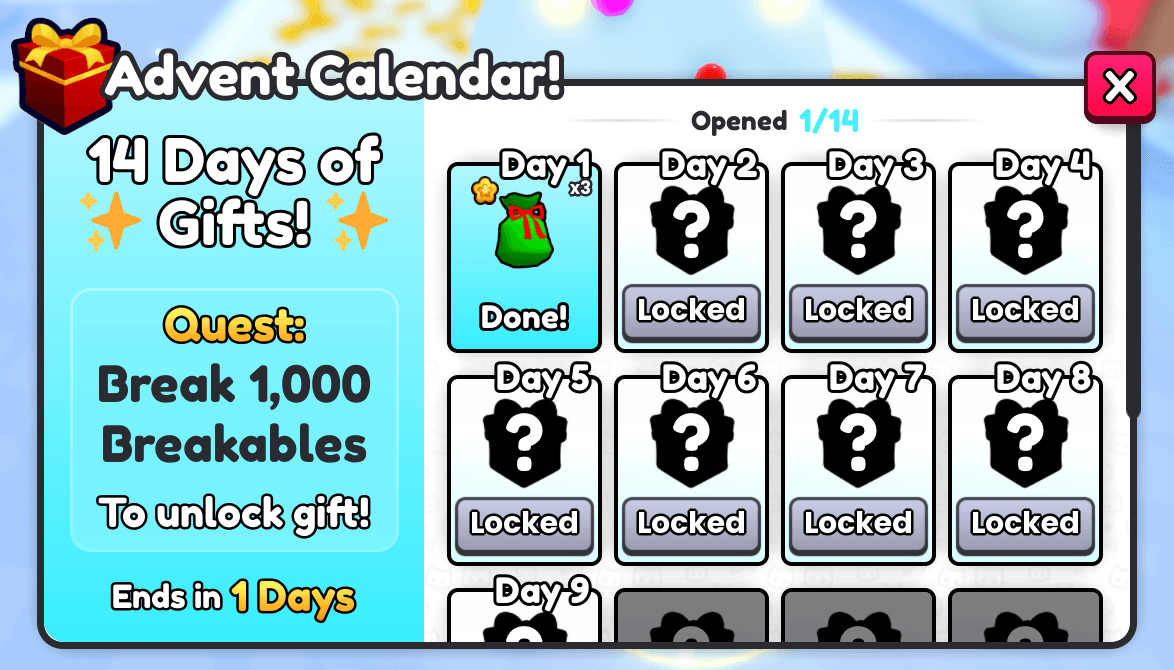 Advent Calendar!
14 Days of
Gifts!
Quest:
Break 1,000
Breakables
To unlock gift!
Ends in 1 Days
Opened 1/14
Day 1
x3
Done!
Day 2
?
Locked
Day 3
?
Locked
Day 4
?
Locked
Day 5
?
Locked
Day 6
?
Locked
Day 7
?
Locked
Day 8
?
Locked
Day 9